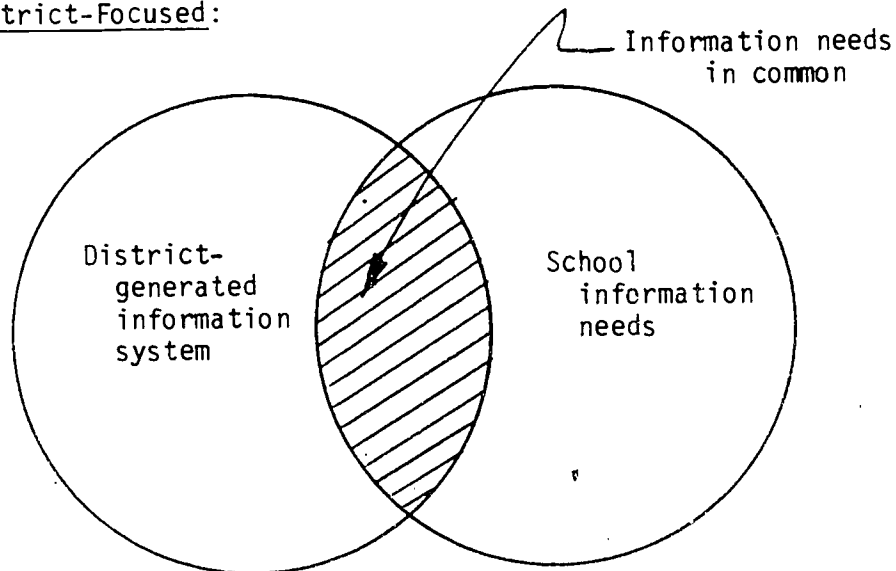 trict-Focused:
Information needs
in common
District-
generated
information
system
School
information
needs